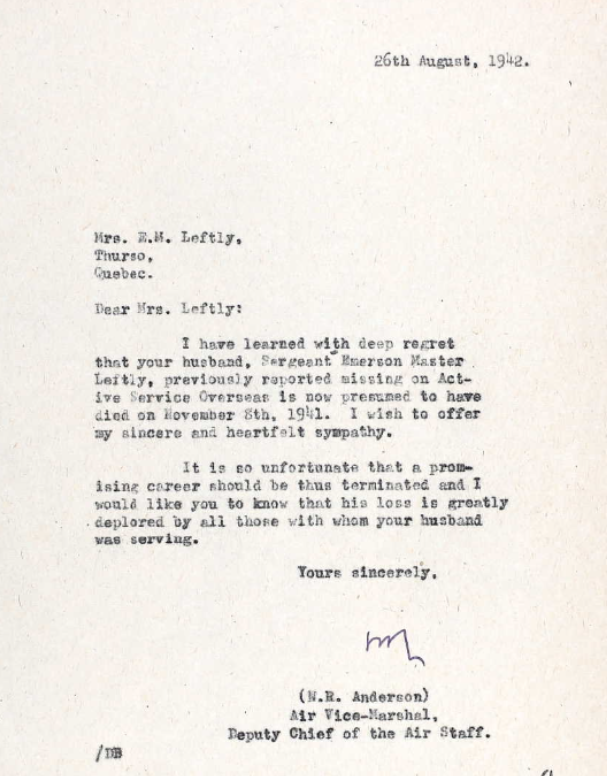 26th August, 1942.
Mrs. E.M. Leftly,
Thurso,
Quebec.
Dear Mrs. Leftly:
I have learned with deep regret
that your husband, Sergeant Emerson Master
Leftly, previously reported missing on Act-
ive Service Overseas is now presumed to have
died on November 8th, 1941. I wish to offer
my sincere and heartfelt sympathy.
It is so unfortunate that a prom-
ising career should be thus terminated and I
would like you to know that his loss is greatly
deplored by all those with whom your husband
was serving.
Yours sincerely,
(N.R. Anderson)
Air Vice-Marshal,
Deputy Chief of the Air Staff.
/DB